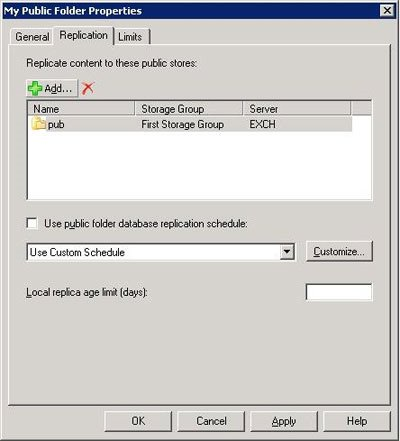 My Public Folder Properties
General Replication Limits
Replicate content to these public stores:
Add...
Name Storage Group Server
pub First Storage Group EXCH
Use public folder database replication schedule:
Use Custom Schedule Customize...
Local replica age limit (days):
OK Cancel Apply Help